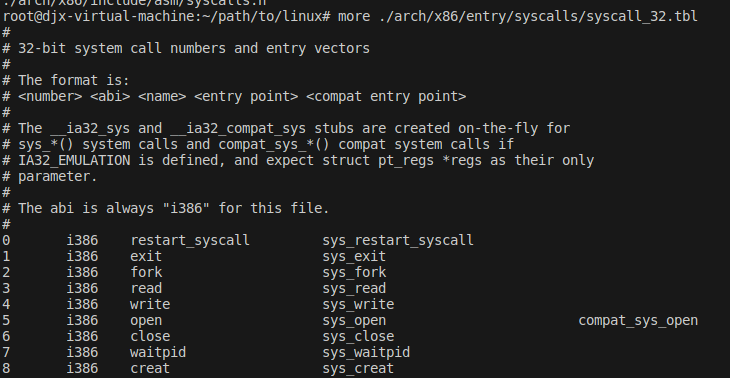 ./arch/x86/include/asm/syscalls.h
root@djx-virtual-machine:~/path/to/linux# more ./arch/x86/entry/syscalls/syscall_32.tbl
#
# 32-bit system call numbers and entry vectors
#
# The format is:
# <number> <abi> <name> <entry point> <compat entry point>
#
# The __ia32_sys and __ia32_compat_sys stubs are created on-the-fly for
# sys_*() system calls and compat_sys_*() compat system calls if
# IA32_EMULATION is defined, and expect struct pt_regs *regs as their only
# parameter.
#
# The abi is always "i386" for this file.
#
0 i386 restart_syscall sys_restart_syscall
1 i386 exit sys_exit
2 i386 fork sys_fork
3 i386 read sys_read
4 i386 write sys_write
5 i386 open sys_open compat_sys_open
6 i386 close sys_close
7 i386 waitpid sys_waitpid
8 i386 creat sys_creat